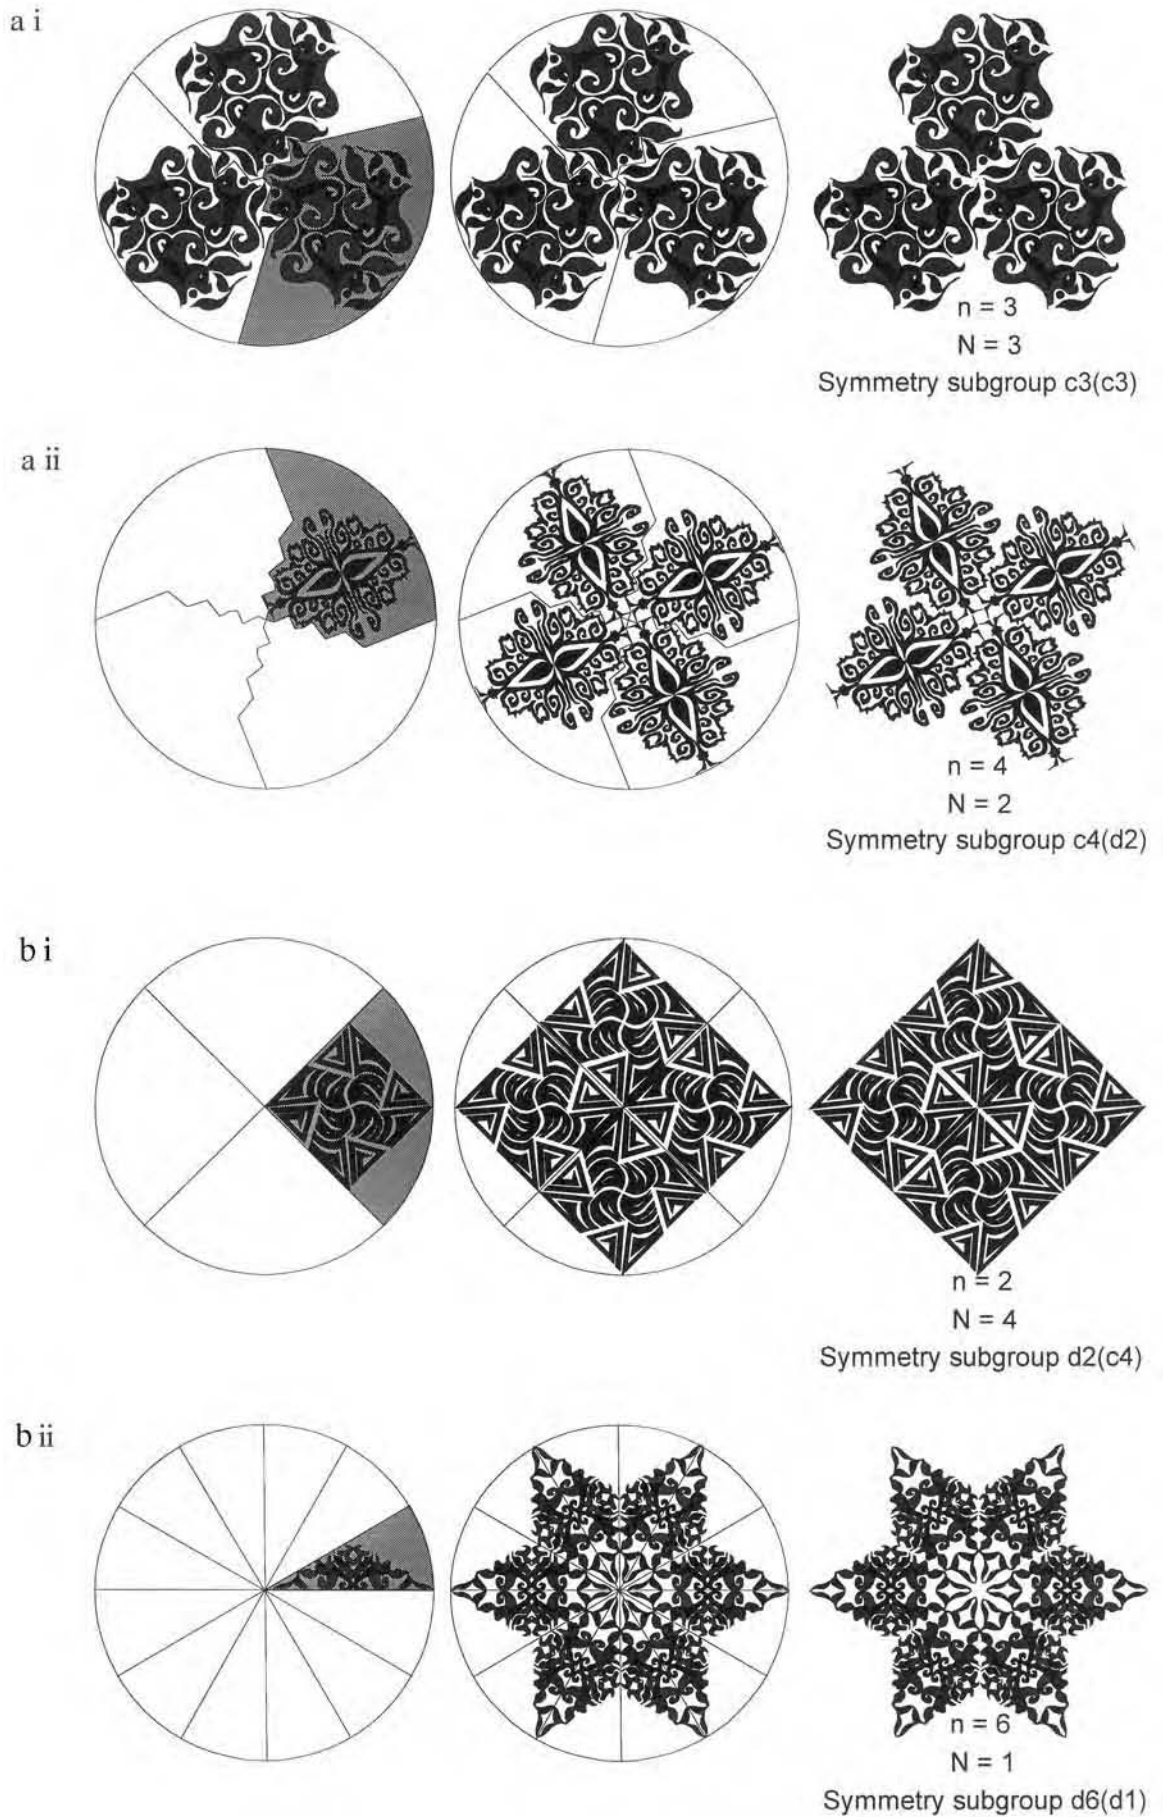 a i
n = 3
N = 3
Symmetry subgroup c3(c3)
a ii
n = 4
N = 2
Symmetry subgroup c4(d2)
b i
n = 2
N = 4
Symmetry subgroup d2(c4)
b ii
n = 6
N = 1
Symmetry subgroup d6(d1)